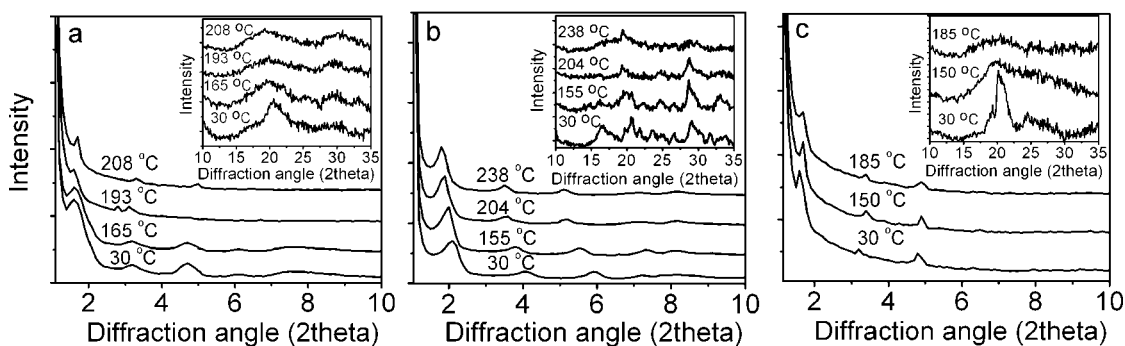 a
Intensity
208 °C
193 °C
165 °C
30 °C
2 4 6 8 10
Diffraction angle (2theta)
Intensity
208 °C
193 °C
165 °C
30 °C
10 15 20 25 30 35
Diffraction angle (2theta)
b
238 °C
204 °C
155 °C
30 °C
2 4 6 8 10
Diffraction angle (2theta)
Intensity
238 °C
204 °C
155 °C
30 °C
10 15 20 25 30 35
Diffraction angle (2theta)
c
185 °C
150 °C
30 °C
2 4 6 8 10
Diffraction angle (2theta)
Intensity
185 °C
150 °C
30 °C
10 15 20 25 30 35
Diffraction angle (2theta)